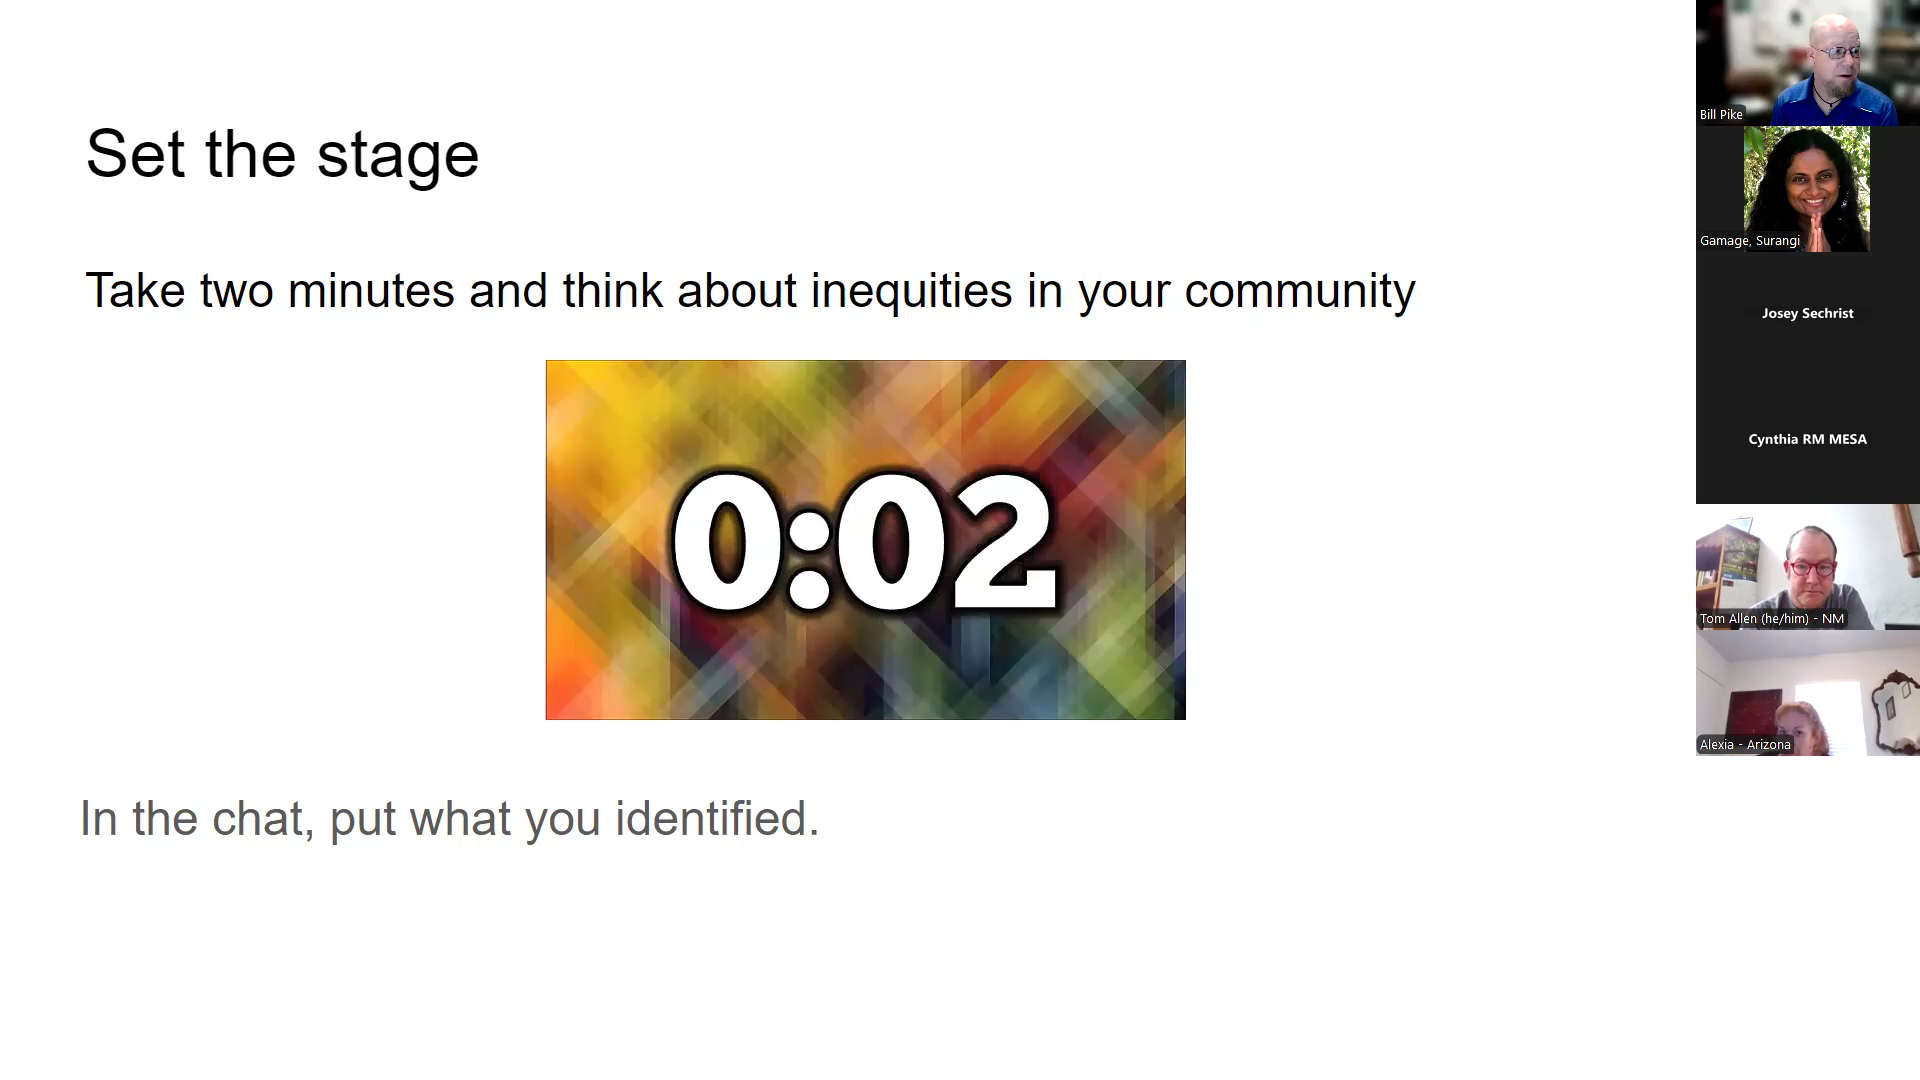 Set the stage
Take two minutes and think about inequities in your community
0:02
In the chat, put what you identified.
Bill Pike
Gamage, Surangi
Josey Sechrist
Cynthia RM MESA
Tom Allen (he/him) - NM
Alexia - Arizona